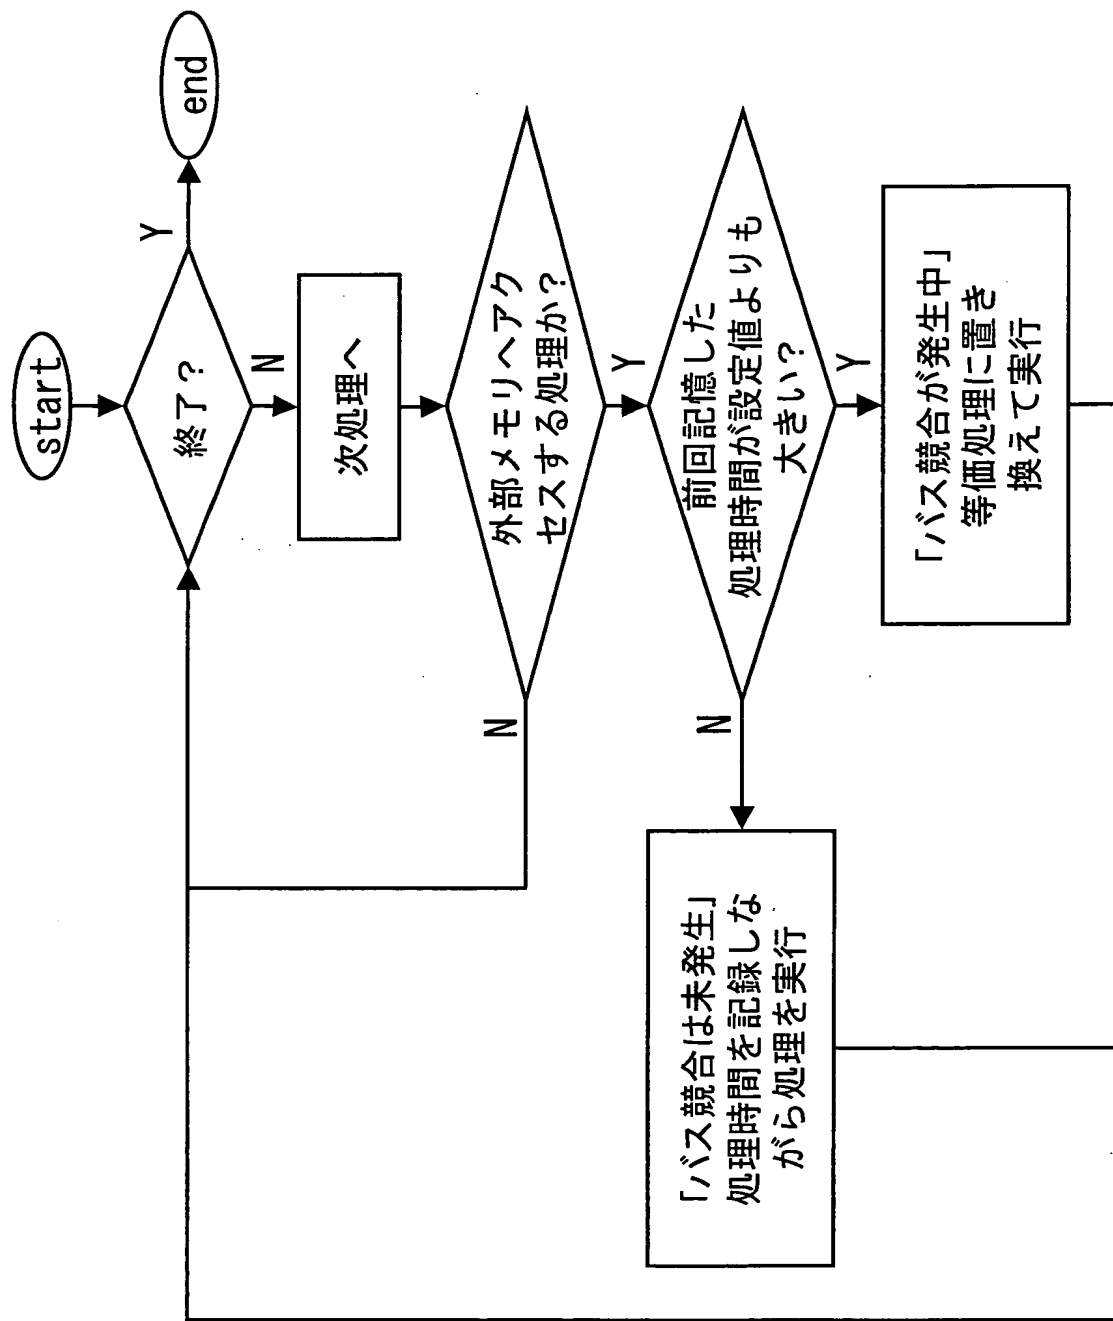 start
終了?
Y
end
N
次処理へ
外部メモリへアク
セスする処理か?
N
Y
前回記憶した
処理時間が設定値よりも
大きい?
N
Y
「バス競合は未発生」
処理時間を記録しな
がら処理を実行
「バス競合が発生中」
等価処理に置き
換えて実行